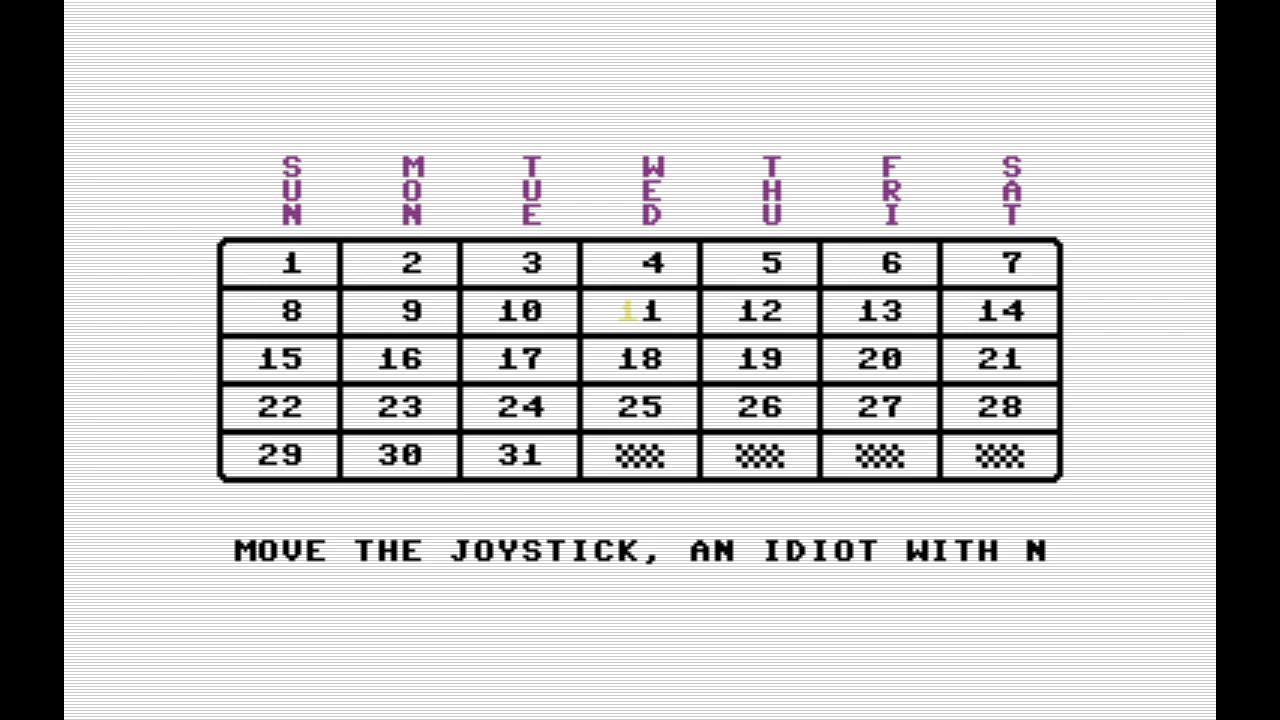 SUN MON TUE WED THU FRI SAT
1 2 3 4 5 6 7
8 9 10 11 12 13 14
15 16 17 18 19 20 21
22 23 24 25 26 27 28
29 30 31
MOVE THE JOYSTICK, AN IDIOT WITH N